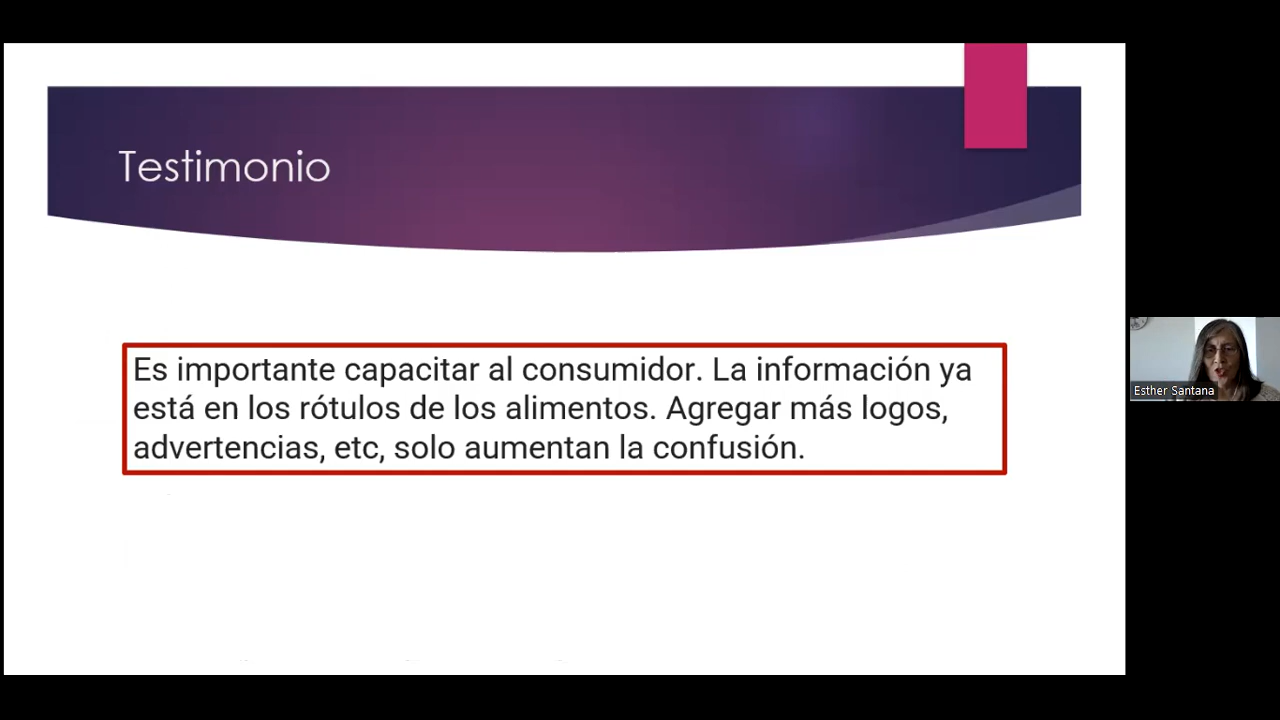 Testimonio
Es importante capacitar al consumidor. La información ya
está en los rótulos de los alimentos. Agregar más logos,
advertencias, etc, solo aumentan la confusión.
Esther Santana